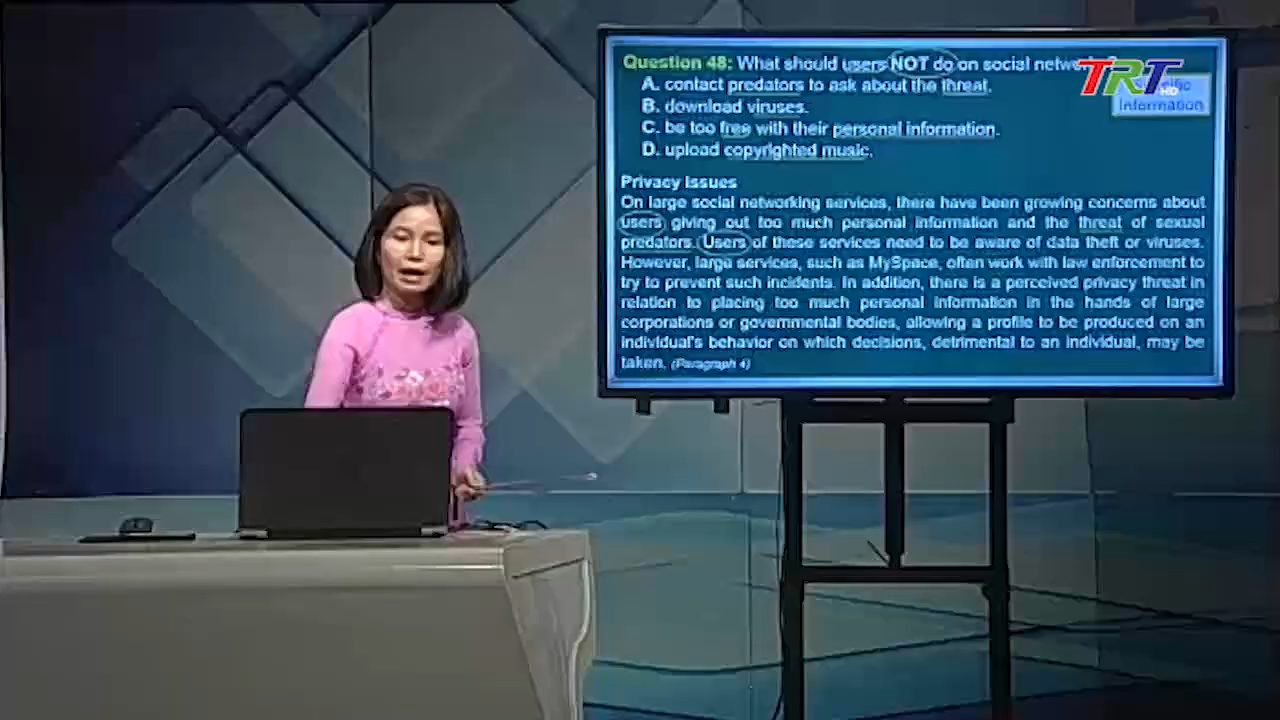 Question 48: What should users NOT do on social networks?
TRT
HD
A. contact predators to ask about the threat.
Specific
Information
B. download viruses.
C. be too free with their personal information.
D. upload copyrighted music.
Privacy Issues
On large social networking services, there have been growing concerns about
users giving out too much personal information and the threat of sexual
predators. Users of these services need to be aware of data theft or viruses.
However, large services, such as MySpace, often work with law enforcement to
try to prevent such incidents. In addition, there is a perceived privacy threat in
relation to placing too much personal information in the hands of large
corporations or governmental bodies, allowing a profile to be produced on an
individual's behavior on which decisions, detrimental to an individual, may be
taken. (Paragraph 4)